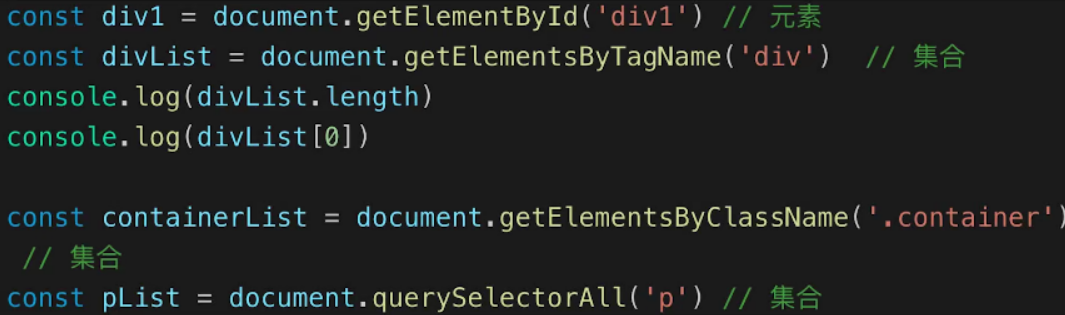 const div1 = document.getElementById('div1') // 元素
const divList = document.getElementsByTagName('div')  // 集合
console.log(divList.length)
console.log(divList[0])
const containerList = document.getElementsByClassName('.container')
// 集合
const pList = document.querySelectorAll('p') // 集合